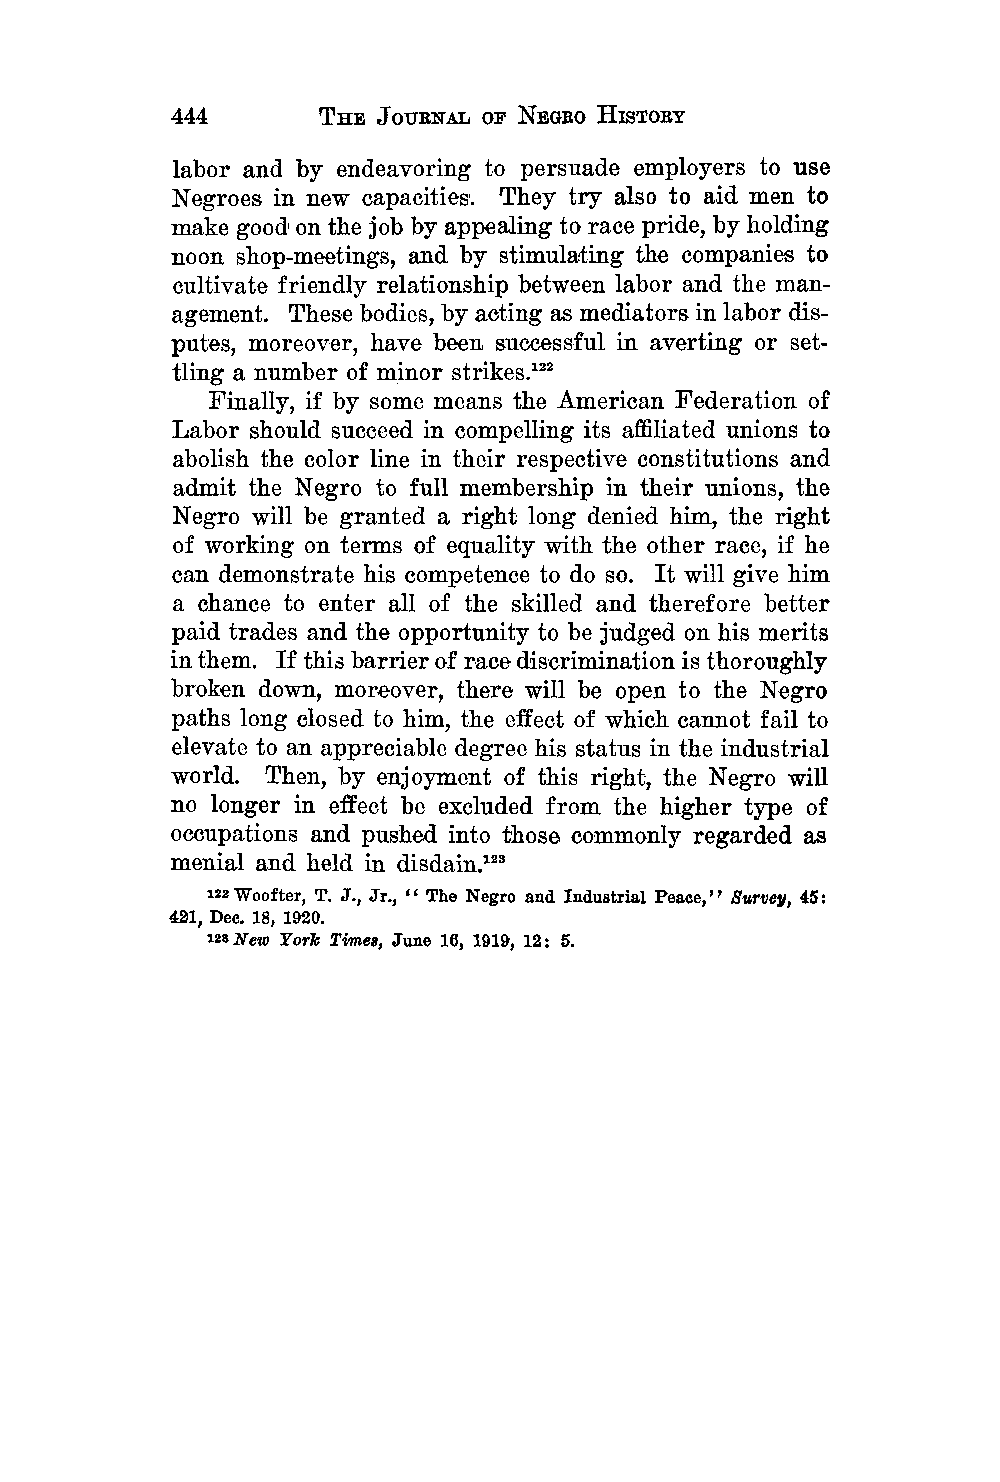 444 THE JOURNAL OF NEGRO HISTORY
labor and by endeavoring to persuade employers to use
Negroes in new capacities. They try also to aid men to
make good on the job by appealing to race pride, by holding
noon shop-meetings, and by stimulating the companies to
cultivate friendly relationship between labor and the man-
agement. These bodies, by acting as mediators in labor dis-
putes, moreover, have been successful in averting or set-
tling a number of minor strikes.¹²²
Finally, if by some means the American Federation of
Labor should succeed in compelling its affiliated unions to
abolish the color line in their respective constitutions and
admit the Negro to full membership in their unions, the
Negro will be granted a right long denied him, the right
of working on terms of equality with the other race, if he
can demonstrate his competence to do so. It will give him
a chance to enter all of the skilled and therefore better
paid trades and the opportunity to be judged on his merits
in them. If this barrier of race discrimination is thoroughly
broken down, moreover, there will be open to the Negro
paths long closed to him, the effect of which cannot fail to
elevate to an appreciable degree his status in the industrial
world. Then, by enjoyment of this right, the Negro will
no longer in effect be excluded from the higher type of
occupations and pushed into those commonly regarded as
menial and held in disdain.¹²³
¹²² Woofter, T. J., Jr., "The Negro and Industrial Peace," Survey, 45:
421, Dec. 18, 1920.
¹²³ New York Times, June 16, 1919, 12: 5.